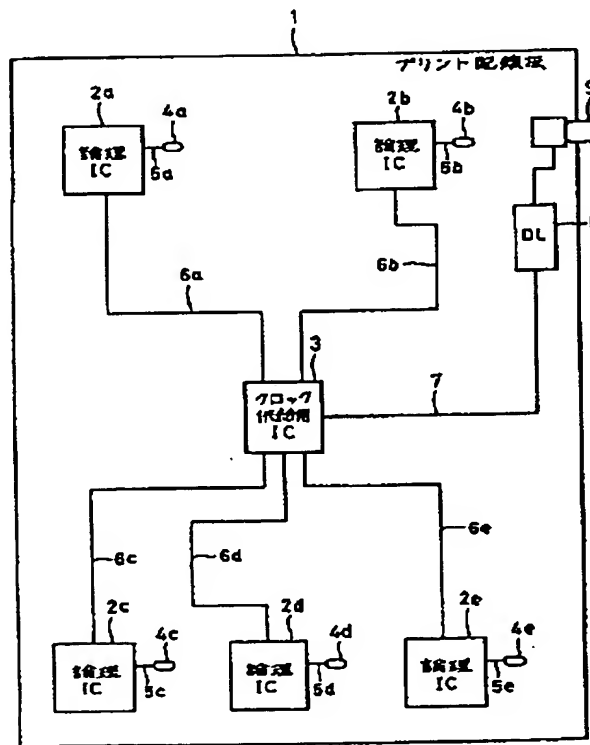 1
プリント配線板
2a
4a
論理
IC
5a
2b
4b
論理
IC
5b
9
DL
6a
6b
3
クロック
供給用
IC
7
6c
6d
6e
2c
4c
論理
IC
5c
2d
4d
論理
IC
5d
2e
4e
論理
IC
5e